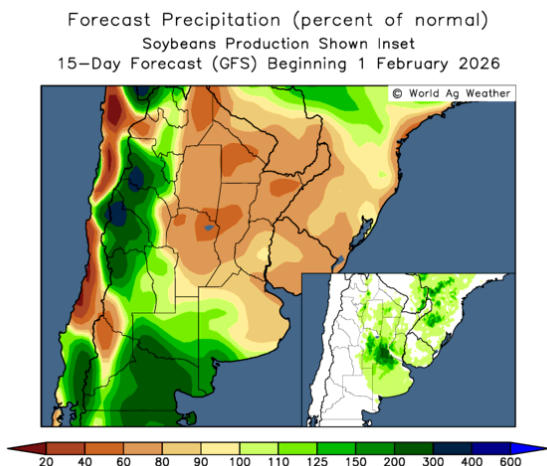 Forecast Precipitation (percent of normal)
Soybeans Production Shown Inset
15-Day Forecast (GFS) Beginning 1 February 2026
© World Ag Weather
20 40 60 80 90 100 110 125 150 200 300 400 600